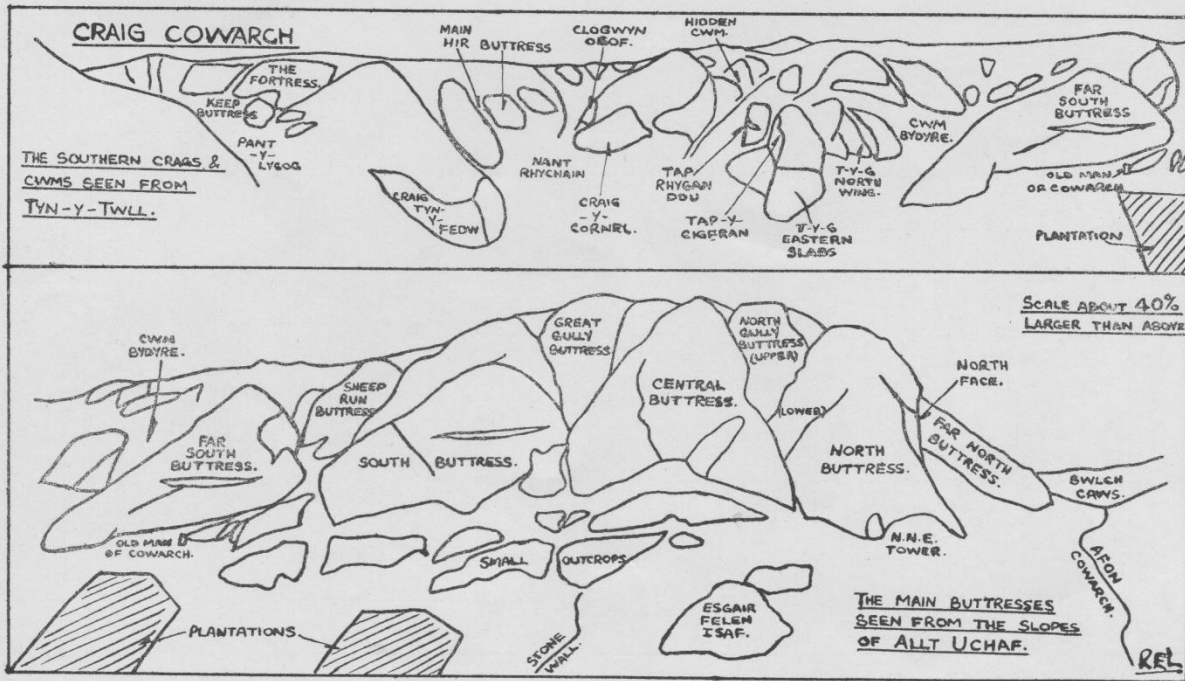 CRAIG COWARCH
THE SOUTHERN CRAGS &
CWMS SEEN FROM
TYN-Y-TWLL.
THE
FORTRESS.
KEEP
BUTTRESS
PANT
-Y-
LYGOG
MAIN
HIR
BUTTRESS
CLOGWYN
OGOF.
HIDDEN
CWM.
CRAIG
TYN-
Y-
FEDW
NANT
RHYCHAIN
CRAIG
-Y-
CORNEL.
TAP
RHYGAN
DDU
TAP-Y-
CIGFRAN
T-Y-G
NORTH
WING.
T-Y-G
EASTERN
SLABS
CWM
BYDYRE.
FAR
SOUTH
BUTTRESS
OLD MAN
OF COWARCH
PLANTATION
SCALE ABOUT 40%
LARGER THAN ABOVE
CWM
BYDYRE.
FAR
SOUTH
BUTTRESS.
SHEEP
RUN
BUTTRESS
SOUTH BUTTRESS.
GREAT
GULLY
BUTTRESS.
CENTRAL
BUTTRESS.
NORTH
GULLY
BUTTRESS
(UPPER)
(LOWER)
NORTH
BUTTRESS.
NORTH
FACE.
FAR NORTH
BUTTRESS.
BWLCH
CAWS.
OLD MAN
OF COWARCH.
SMALL OUTCROPS
N.N.E.
TOWER.
AFON
COWARCH.
PLANTATIONS
STONE
WALL.
ESGAIR
FELEN
ISAF.
THE MAIN BUTTRESSES
SEEN FROM THE SLOPES
OF ALLT UCHAF.
REL